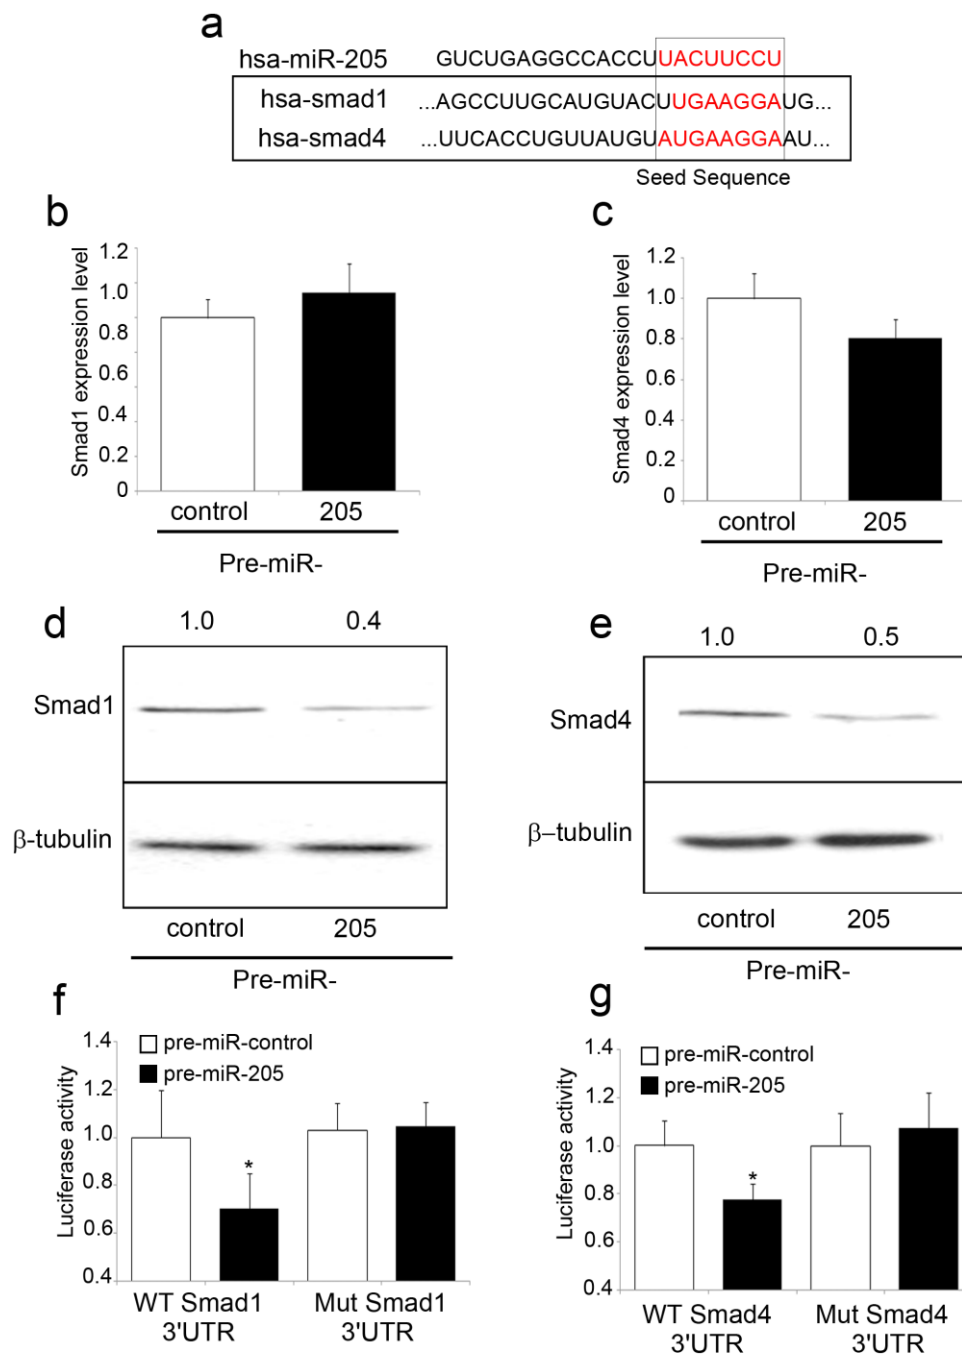 a
hsa-miR-205 GUCUGAGGCCACCUUACUUCCU
hsa-smad1 ...AGCCUUGCAUGUACUUGAAGGAUG...
hsa-smad4 ...UUCACCUGUUAUGUAUGAAGGAAU...
Seed Sequence
b
Smad1 expression level
1.2
1.0
0.8
0.6
0.4
0.2
0
control 205
Pre-miR-
c
Smad4 expression level
1.2
1.0
0.8
0.6
0.4
0.2
0
control 205
Pre-miR-
d
1.0 0.4
Smad1
β-tubulin
control 205
Pre-miR-
e
1.0 0.5
Smad4
β–tubulin
control 205
Pre-miR-
f
pre-miR-control
pre-miR-205
Luciferase activity
1.4
1.2
1.0
0.8
0.6
0.4
*
WT Smad1 Mut Smad1
3'UTR 3'UTR
g
pre-miR-control
pre-miR-205
Luciferase activity
1.4
1.2
1.0
0.8
0.6
0.4
*
WT Smad4 Mut Smad4
3'UTR 3'UTR